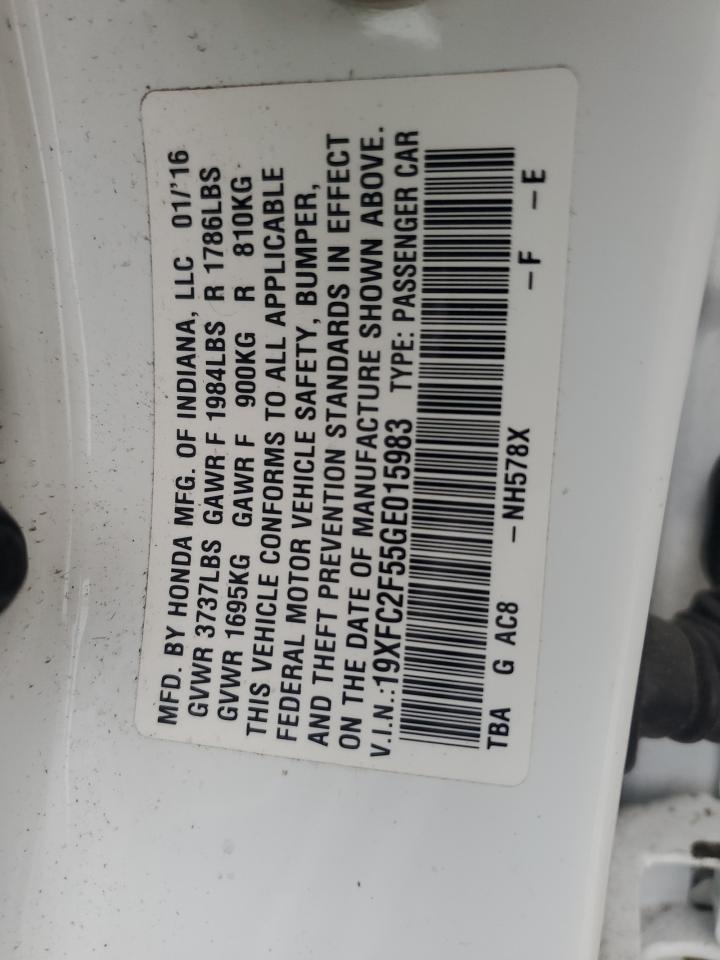 MFD. BY HONDA MFG. OF INDIANA, LLC 01/'16
GVWR 3737LBS GAWR F 1984LBS R 1786LBS
GVWR 1695KG GAWR F 900KG R 810KG
THIS VEHICLE CONFORMS TO ALL APPLICABLE
FEDERAL MOTOR VEHICLE SAFETY, BUMPER,
AND THEFT PREVENTION STANDARDS IN EFFECT
ON THE DATE OF MANUFACTURE SHOWN ABOVE.
V.I.N.:19XFC2F55GE015983 TYPE: PASSENGER CAR
TBA G AC8 –NH578X –F –E